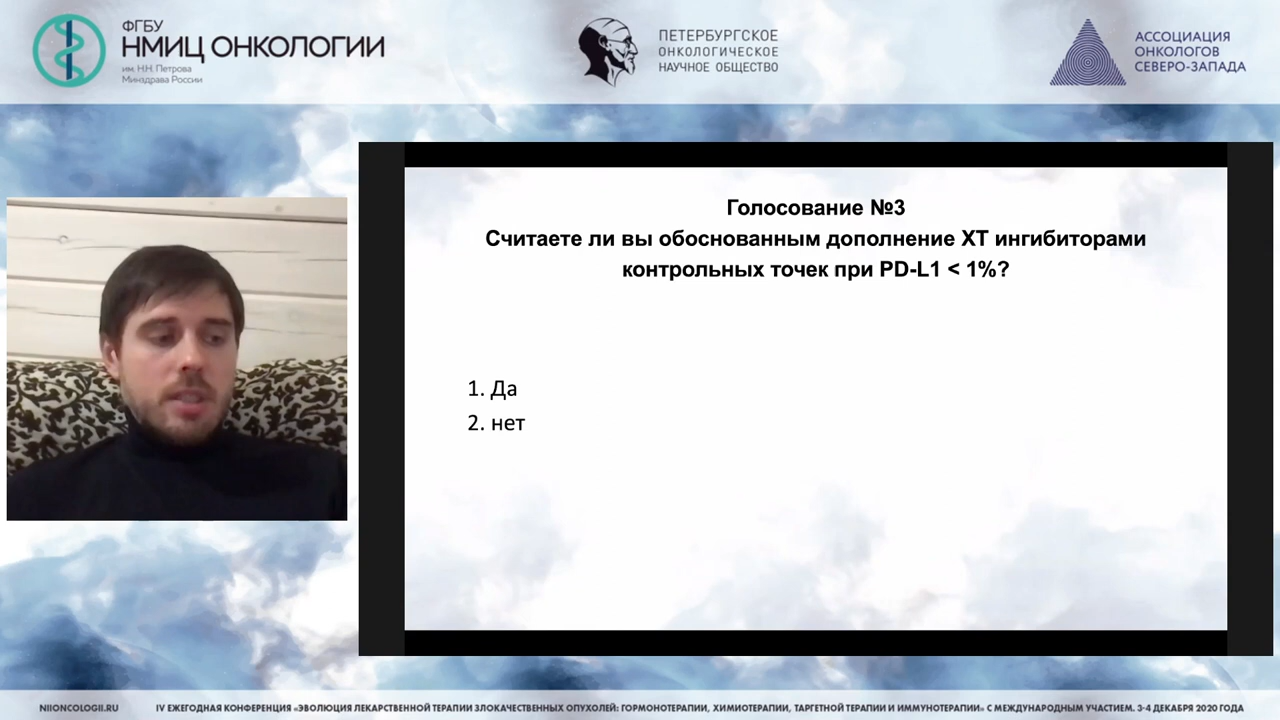 ФГБУ
НМИЦ ОНКОЛОГИИ
им. Н.Н. Петрова
Минздрава России
ПЕТЕРБУРГСКОЕ
ОНКОЛОГИЧЕСКОЕ
НАУЧНОЕ ОБЩЕСТВО
АССОЦИАЦИЯ
ОНКОЛОГОВ
СЕВЕРО-ЗАПАДА
Голосование №3
Считаете ли вы обоснованным дополнение ХТ ингибиторами
контрольных точек при PD-L1 < 1%?
1. Да
2. нет
NIIONCOLOGII.RU
IV ЕЖЕГОДНАЯ КОНФЕРЕНЦИЯ «ЭВОЛЮЦИЯ ЛЕКАРСТВЕННОЙ ТЕРАПИИ ЗЛОКАЧЕСТВЕННЫХ ОПУХОЛЕЙ: ГОРМОНОТЕРАПИИ, ХИМИОТЕРАПИИ, ТАРГЕТНОЙ ТЕРАПИИ И ИММУНОТЕРАПИИ» С МЕЖДУНАРОДНЫМ УЧАСТИЕМ. 3-4 ДЕКАБРЯ 2020 ГОДА